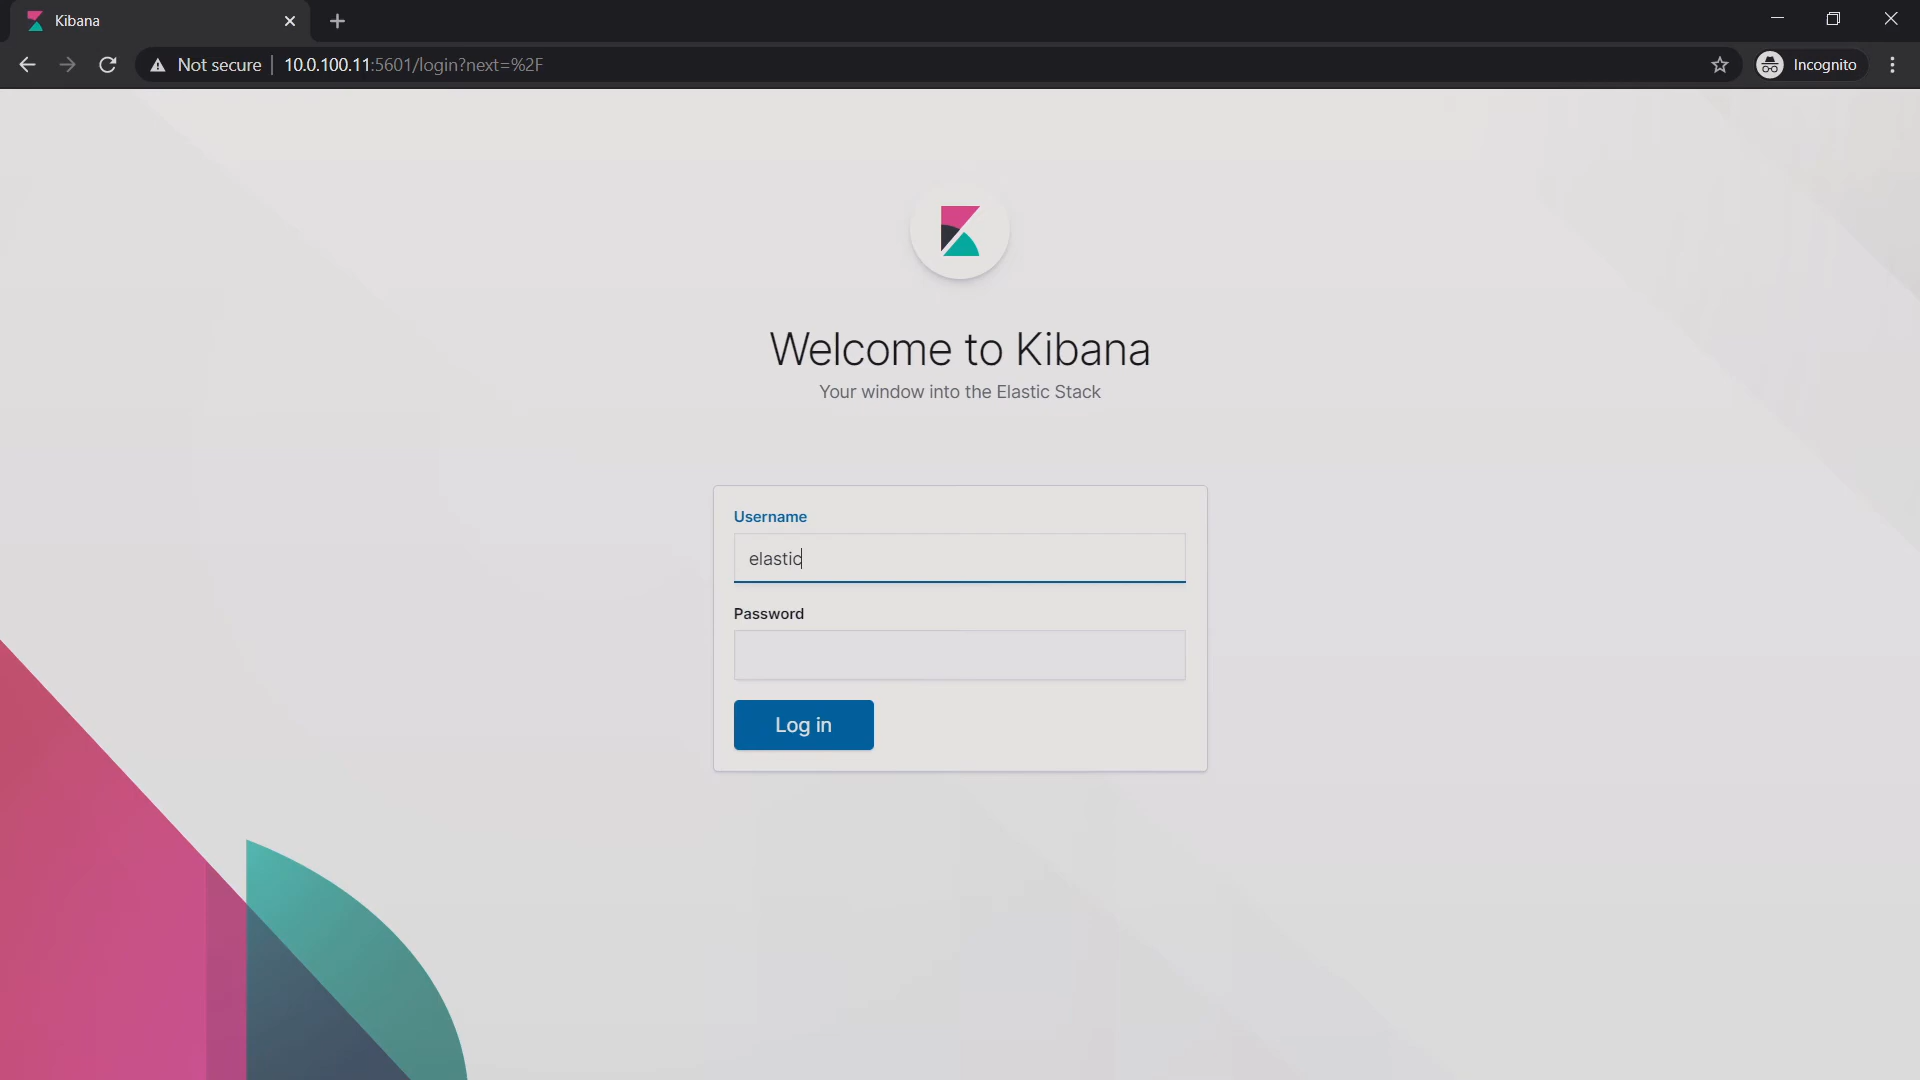 Kibana
Not secure
10.0.100.11:5601/login?next=%2F
Incognito
Welcome to Kibana
Your window into the Elastic Stack
Username
elastic
Password
Log in